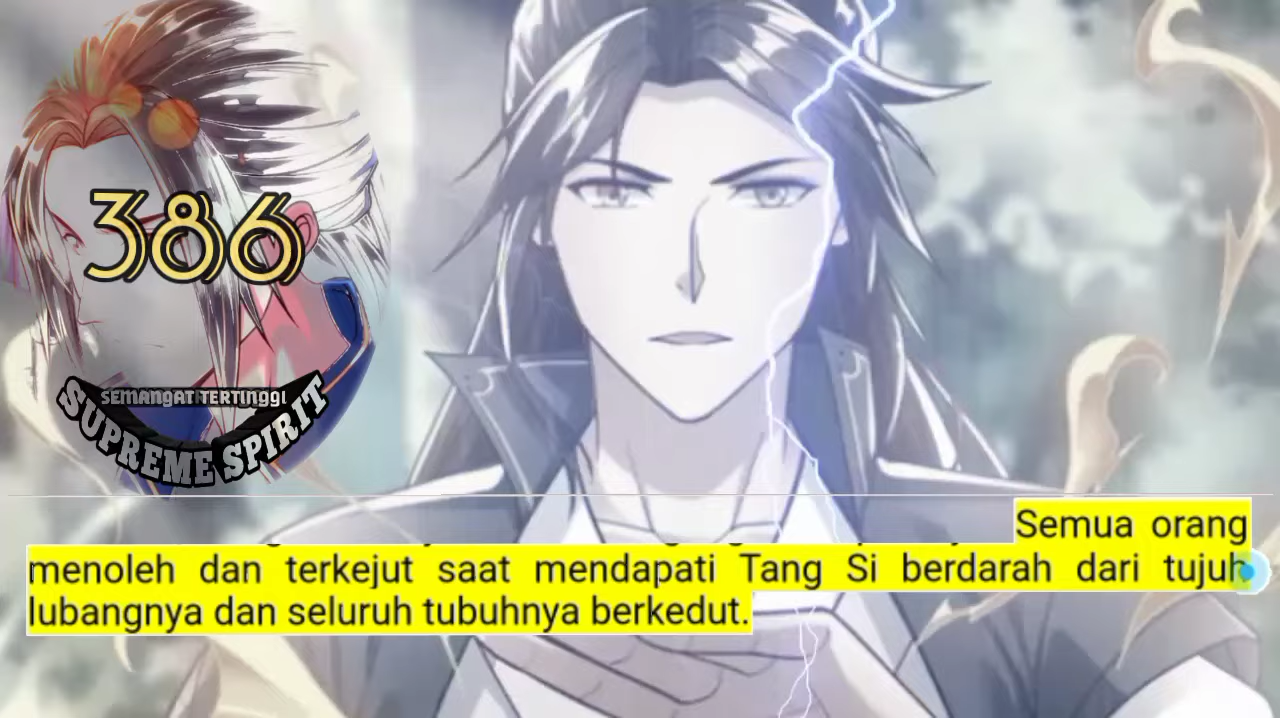 386
SEMANGAT TERTINGGI
SUPREME SPIRIT
Semua orang
menoleh dan terkejut saat mendapati Tang Si berdarah dari tujuh
lubangnya dan seluruh tubuhnya berkedut.